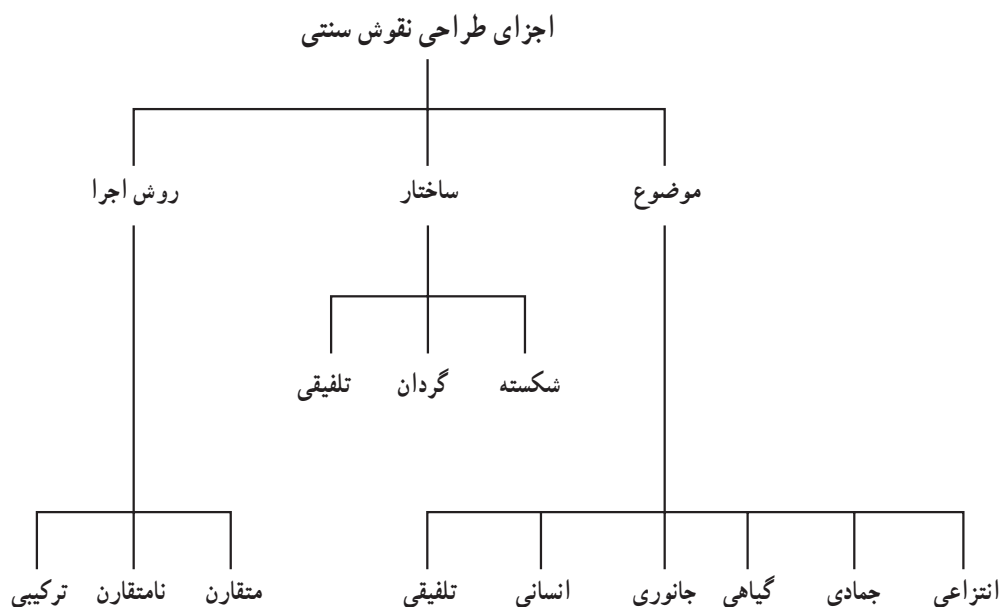 اجزای طراحی نقوش سنتی
موضوع ساختار روش اجرا
شکسته گردان تلفیقی
انتزاعی جمادی گیاهی جانوری انسانی تلفیقی متقارن نامتقارن ترکیبی